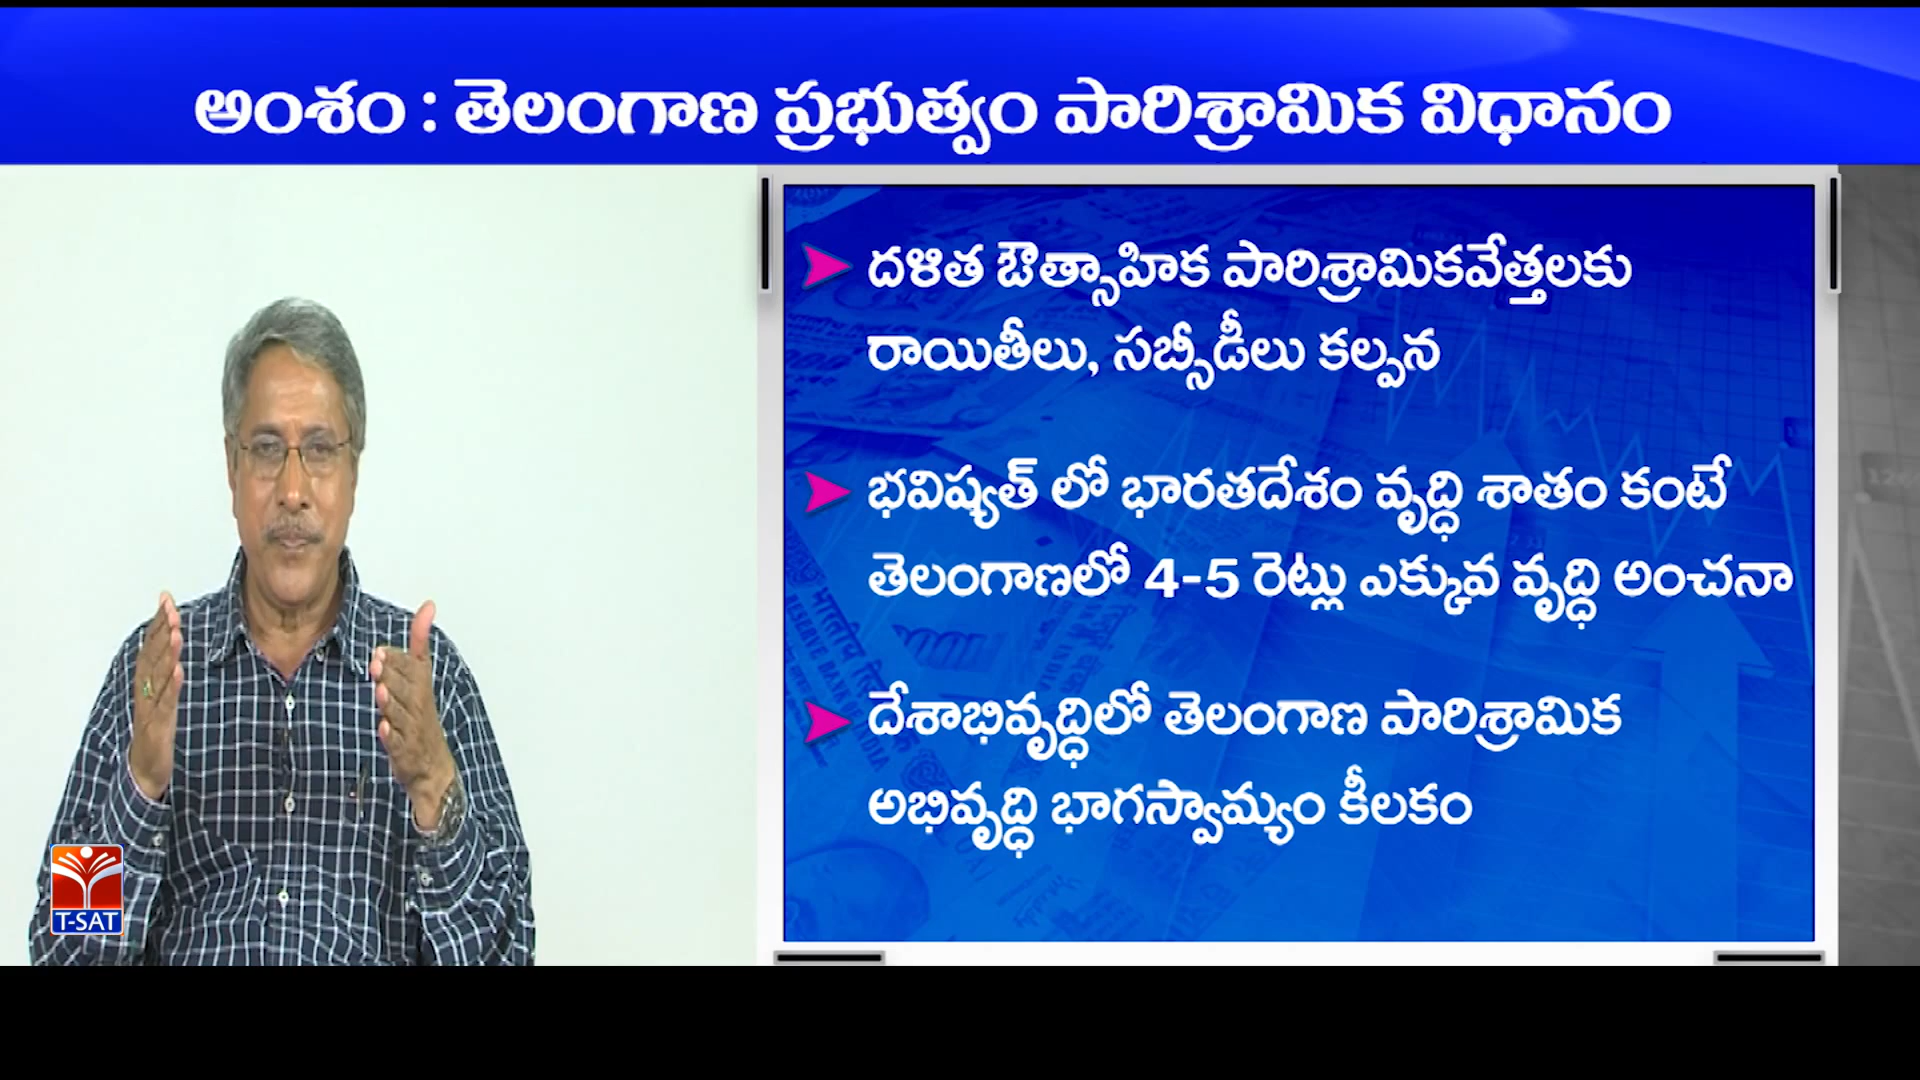 అంశం : తెలంగాణ ప్రభుత్వం పారిశ్రామిక విధానం
దళిత ఔత్సాహిక పారిశ్రామికవేత్తలకు
రాయితీలు, సబ్సీడీలు కల్పన
భవిష్యత్ లో భారతదేశం వృద్ధి శాతం కంటే
తెలంగాణలో 4-5 రెట్లు ఎక్కువ వృద్ధి అంచనా
దేశాభివృద్ధిలో తెలంగాణ పారిశ్రామిక
అభివృద్ధి భాగస్వామ్యం కీలకం
T-SAT